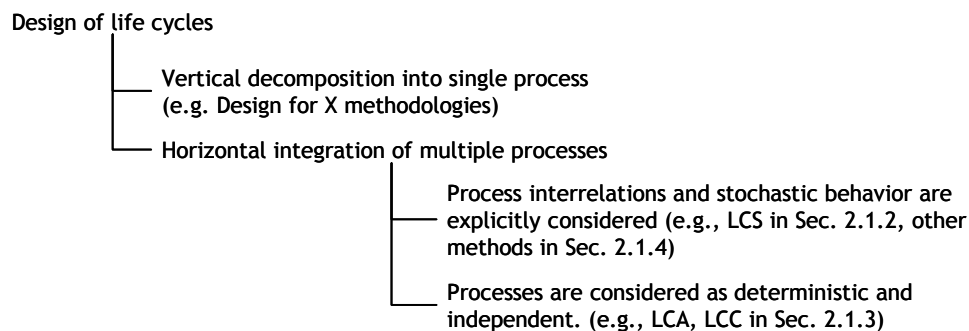 Design of life cycles
Vertical decomposition into single process
(e.g. Design for X methodologies)
Horizontal integration of multiple processes
Process interrelations and stochastic behavior are
explicitly considered (e.g., LCS in Sec. 2.1.2, other
methods in Sec. 2.1.4)
Processes are considered as deterministic and
independent. (e.g., LCA, LCC in Sec. 2.1.3)